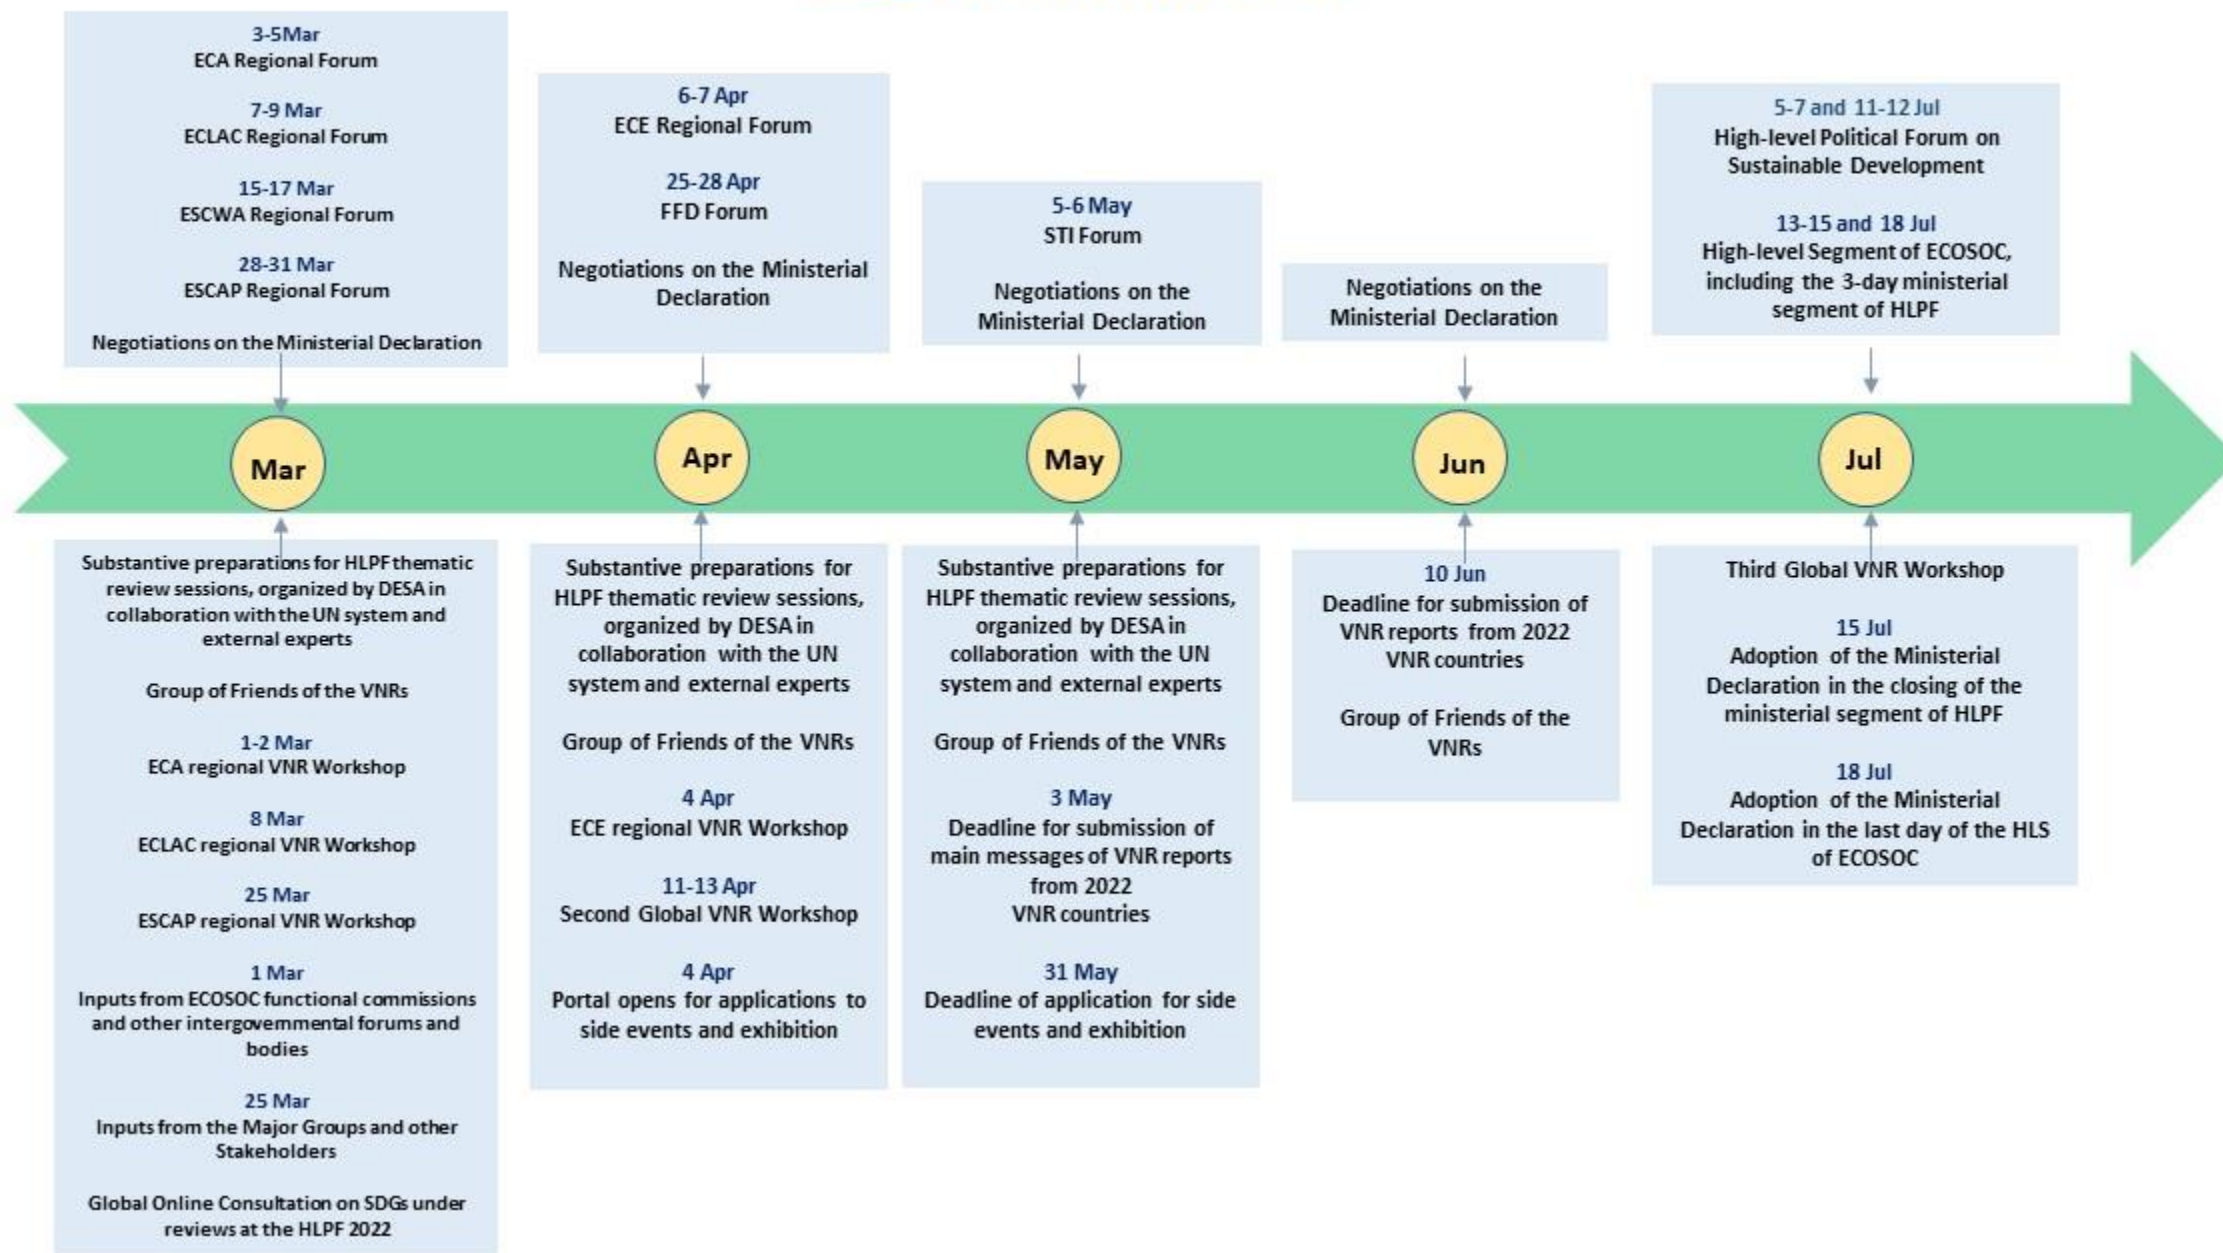 3-5Mar
ECA Regional Forum
7-9 Mar
ECLAC Regional Forum
15-17 Mar
ESCWA Regional Forum
28-31 Mar
ESCAP Regional Forum
Negotiations on the Ministerial Declaration
6-7 Apr
ECE Regional Forum
25-28 Apr
FFD Forum
Negotiations on the Ministerial
Declaration
5-6 May
STI Forum
Negotiations on the
Ministerial Declaration
Negotiations on the
Ministerial Declaration
5-7 and 11-12 Jul
High-level Political Forum on
Sustainable Development
13-15 and 18 Jul
High-level Segment of ECOSOC,
including the 3-day ministerial
segment of HLPF
Mar
Apr
May
Jun
Jul
Substantive preparations for HLPF thematic
review sessions, organized by DESA in
collaboration with the UN system and
external experts
Group of Friends of the VNRs
1-2 Mar
ECA regional VNR Workshop
8 Mar
ECLAC regional VNR Workshop
25 Mar
ESCAP regional VNR Workshop
1 Mar
Inputs from ECOSOC functional commissions
and other intergovernmental forums and
bodies
25 Mar
Inputs from the Major Groups and other
Stakeholders
Global Online Consultation on SDGs under
reviews at the HLPF 2022
Substantive preparations for
HLPF thematic review sessions,
organized by DESA in
collaboration with the UN
system and external experts
Group of Friends of the VNRs
4 Apr
ECE regional VNR Workshop
11-13 Apr
Second Global VNR Workshop
4 Apr
Portal opens for applications to
side events and exhibition
Substantive preparations for
HLPF thematic review sessions,
organized by DESA in
collaboration with the UN
system and external experts
Group of Friends of the VNRs
3 May
Deadline for submission of
main messages of VNR reports
from 2022
VNR countries
31 May
Deadline of application for side
events and exhibition
10 Jun
Deadline for submission of
VNR reports from 2022
VNR countries
Group of Friends of the
VNRs
Third Global VNR Workshop
15 Jul
Adoption of the Ministerial
Declaration in the closing of the
ministerial segment of HLPF
18 Jul
Adoption of the Ministerial
Declaration in the last day of the HLS
of ECOSOC